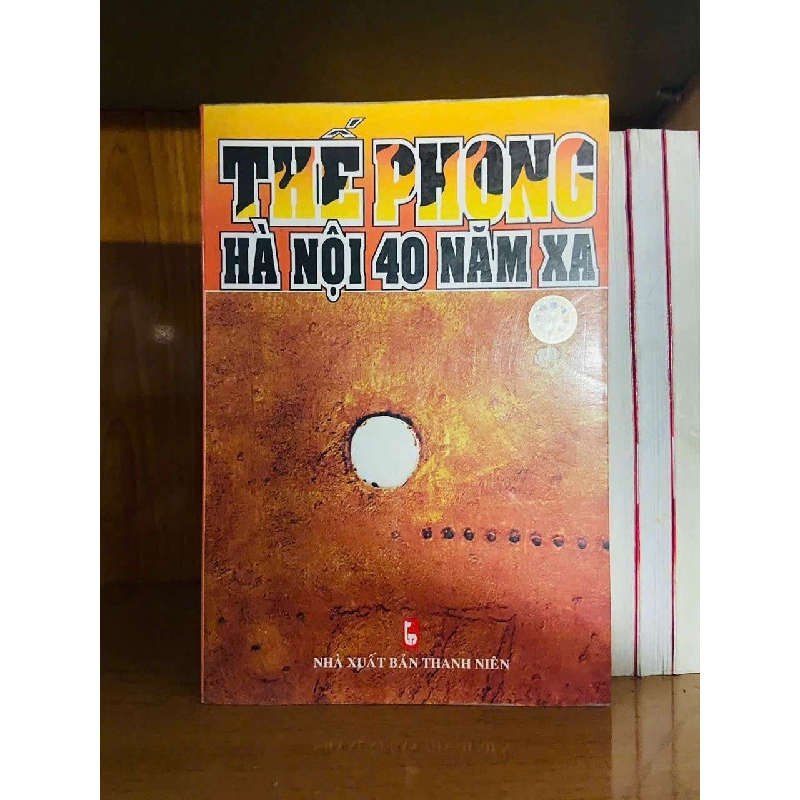 THẾ PHONG
HÀ NỘI 40 NĂM XA
NHÀ XUẤT BẢN THANH NIÊN